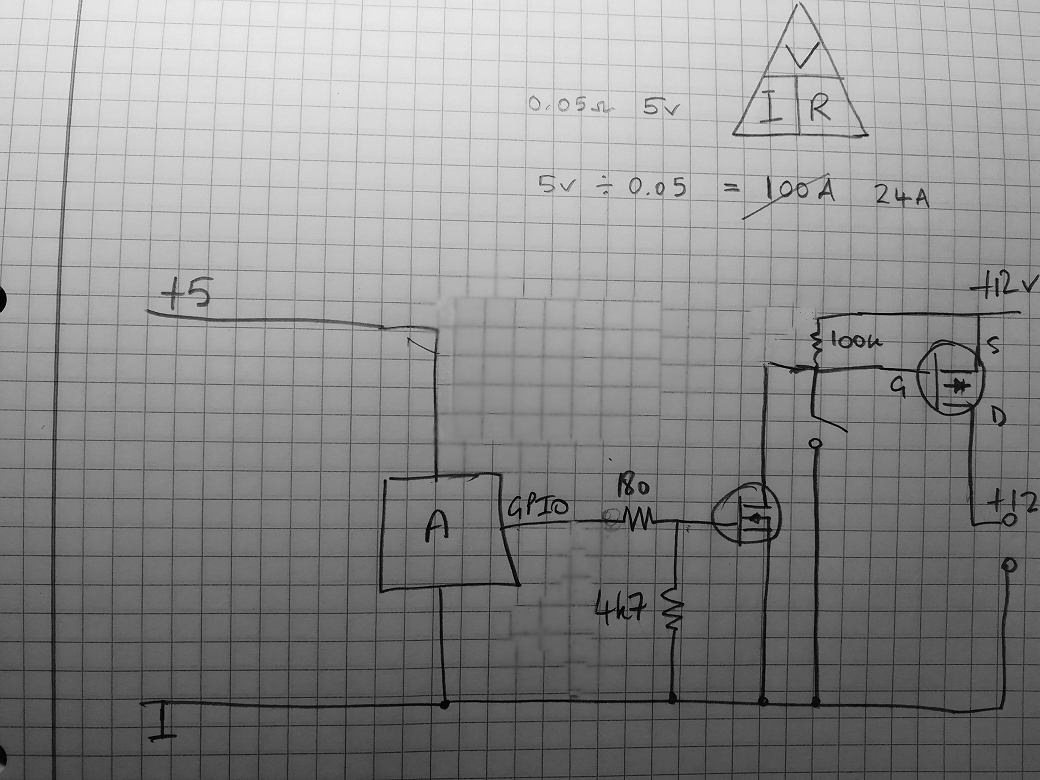 V
I R
0.05Ω 5v
5v ÷ 0.05 = 100A 24A
+5
+12v
100k
S
G
D
180
GPIO
+12
A
4k7